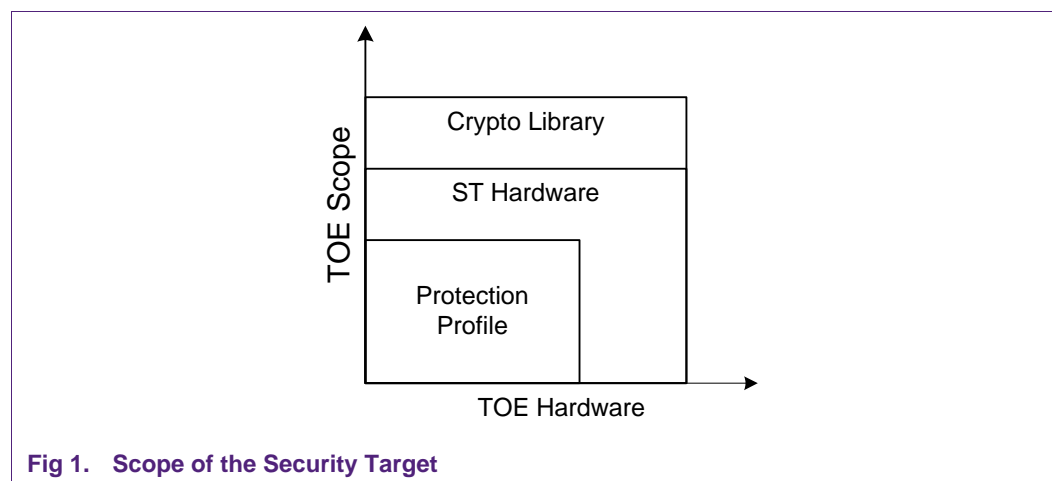 Crypto Library
ST Hardware
Protection
Profile
TOE Scope
TOE Hardware
Fig 1. Scope of the Security Target